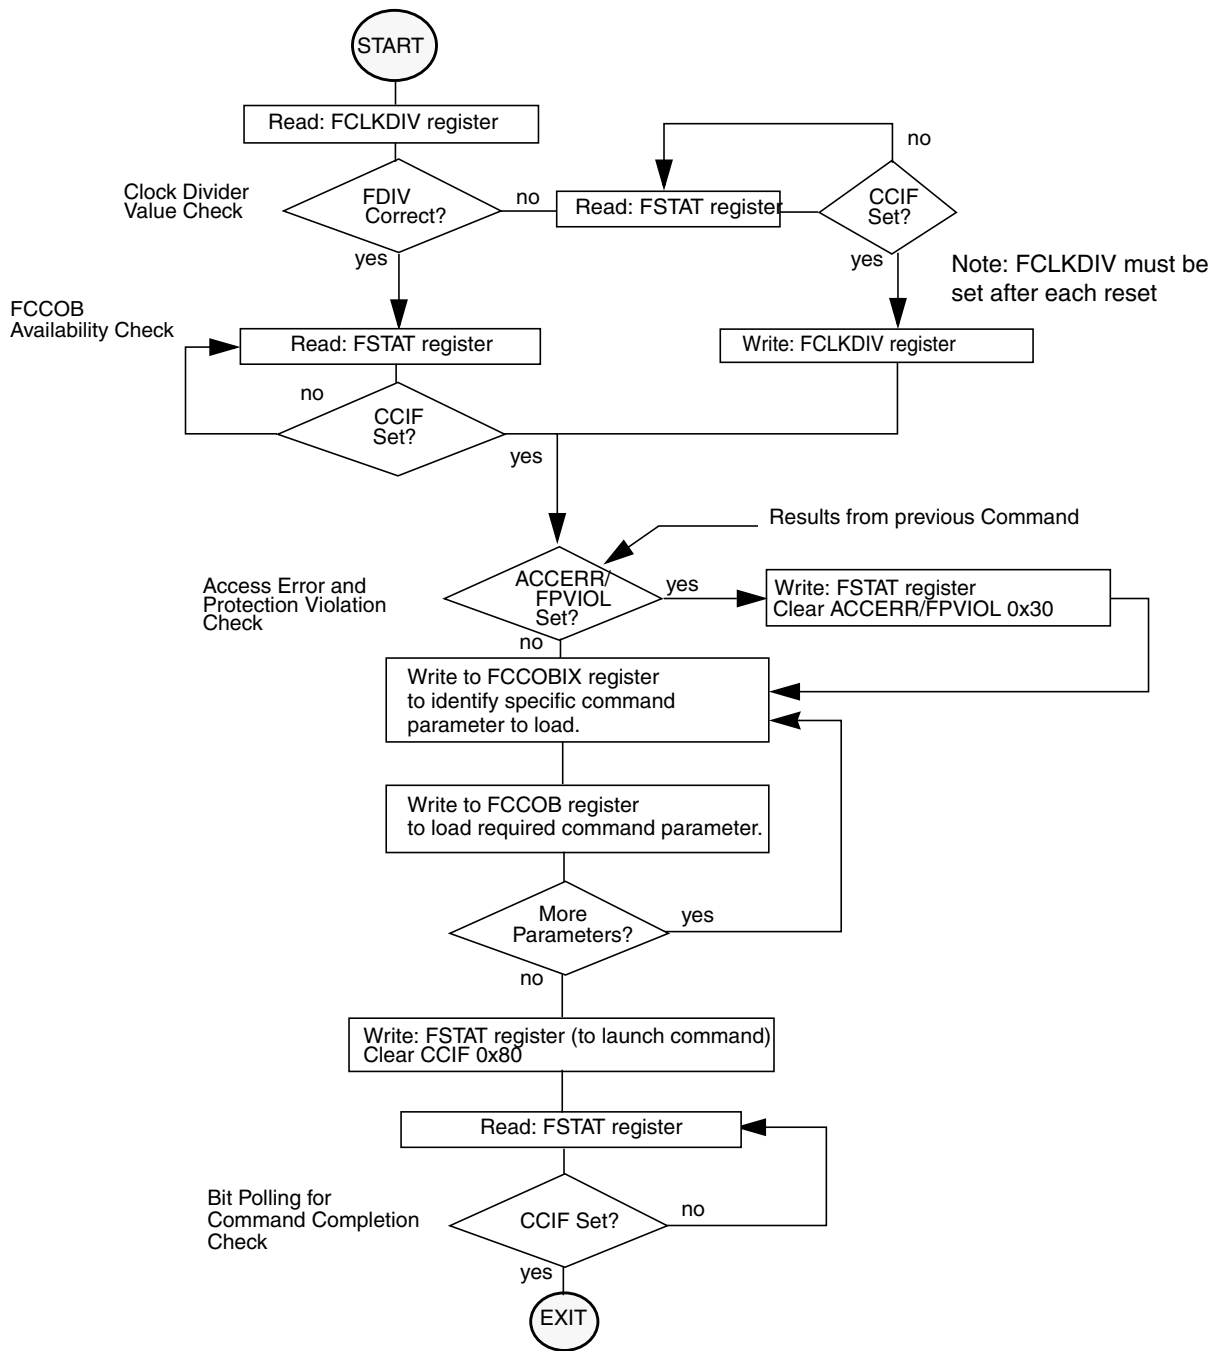 START
Read: FCLKDIV register
Clock Divider
Value Check
FDIV
Correct?
no
Read: FSTAT register
CCIF
Set?
no
yes
yes
Note: FCLKDIV must be
set after each reset
FCCOB
Availability Check
Read: FSTAT register
Write: FCLKDIV register
no
CCIF
Set?
yes
Results from previous Command
Access Error and
Protection Violation
Check
ACCERR/
FPVIOL
Set?
yes
Write: FSTAT register
Clear ACCERR/FPVIOL 0x30
no
Write to FCCOBIX register
to identify specific command
parameter to load.
Write to FCCOB register
to load required command parameter.
More
Parameters?
yes
no
Write: FSTAT register (to launch command)
Clear CCIF 0x80
Read: FSTAT register
Bit Polling for
Command Completion
Check
CCIF Set?
no
yes
EXIT